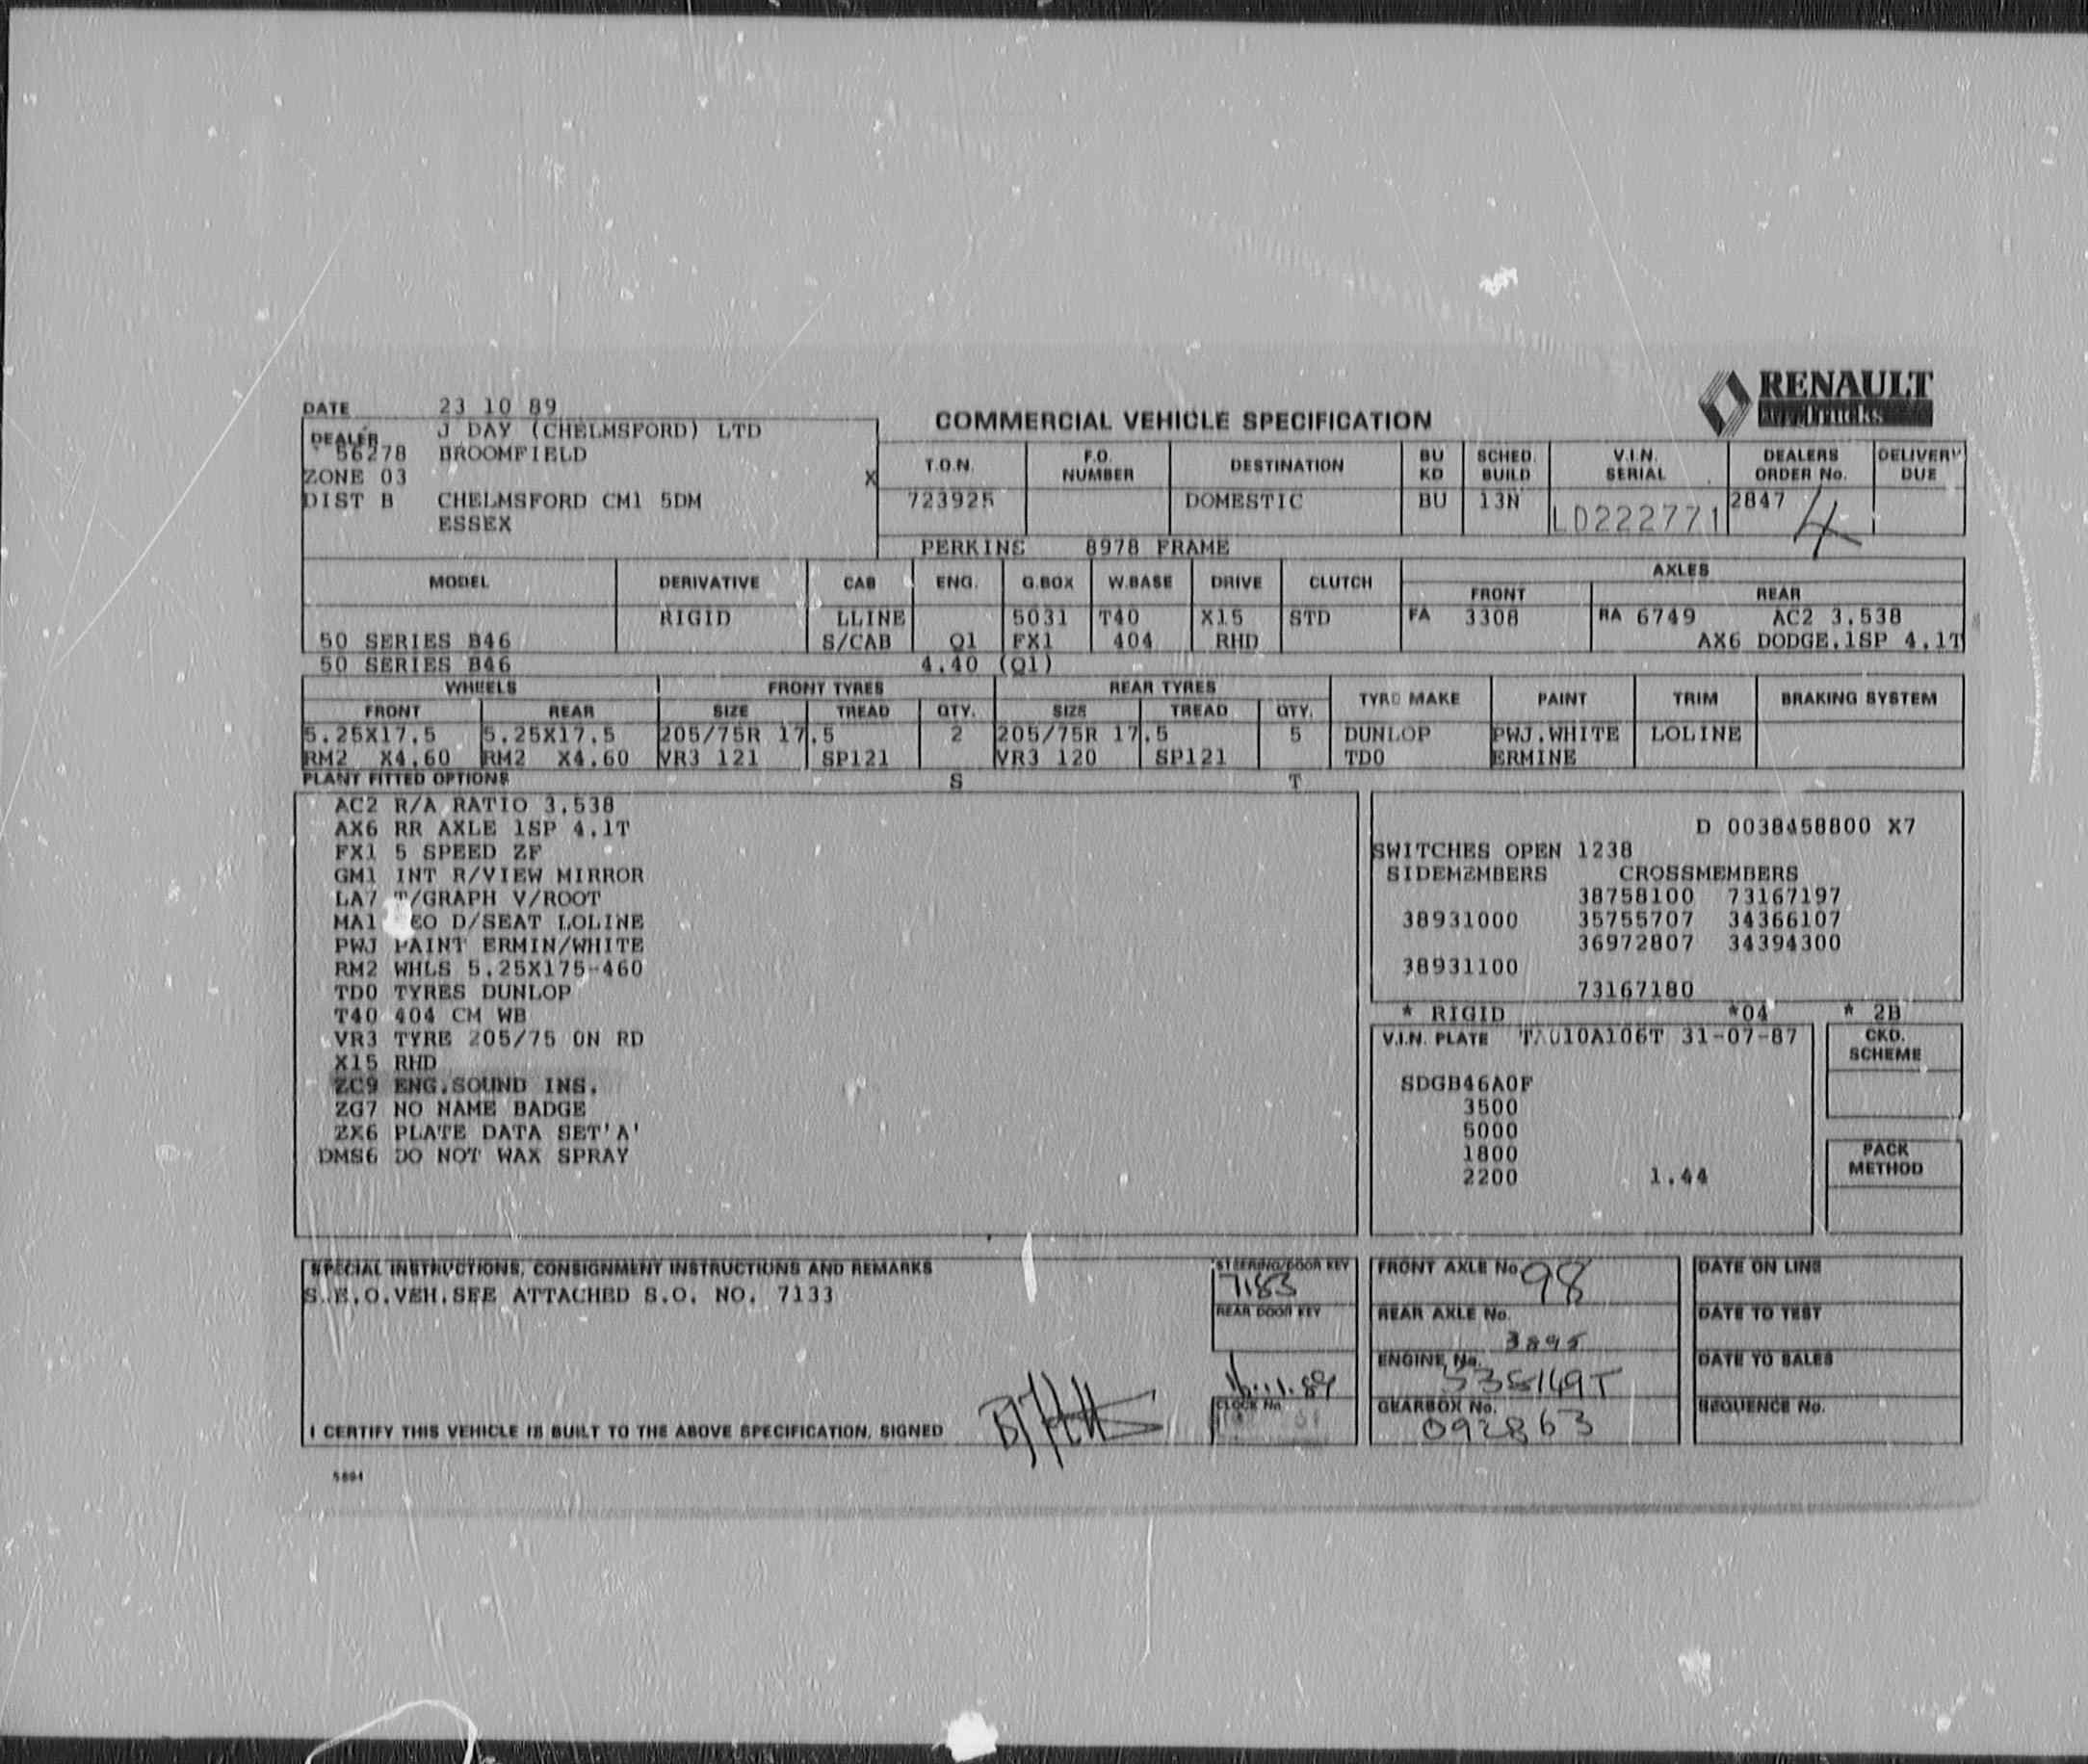 RENAULT
DATE 23 10 89
COMMERCIAL VEHICLE SPECIFICATION
DEALER J DAY (CHELMSFORD) LTD
56278 BROOMFIELD
ZONE 03 X
DIST B CHELMSFORD CM1 5DM
ESSEX
T.O.N. F.O. NUMBER DESTINATION BU KD SCHED. BUILD V.I.N. SERIAL DEALERS ORDER No. DELIVERY DUE
723925 DOMESTIC BU 13N LD222771 2847 4
PERKINS 8978 FRAME
MODEL DERIVATIVE CAB ENG. G.BOX W.BASE DRIVE CLUTCH AXLES
FRONT REAR
RIGID LLINE 5031 T40 X15 STD FA 3308 RA 6749 AC2 3.538
50 SERIES B46 S/CAB Q1 FX1 404 RHD AX6 DODGE.1SP 4.1T
50 SERIES B46 4.40 (Q1)
WHEELS FRONT TYRES REAR TYRES TYRE MAKE PAINT TRIM BRAKING SYSTEM
FRONT REAR SIZE TREAD QTY. SIZE TREAD QTY.
5.25X17.5 5.25X17.5 205/75R 17.5 2 205/75R 17.5 5 DUNLOP PWJ.WHITE LOLINE
RM2 X4.60 RM2 X4.60 VR3 121 SP121 VR3 120 SP121 TD0 ERMINE
PLANT FITTED OPTIONS S T
AC2 R/A RATIO 3.538
AX6 RR AXLE 1SP 4.1T
FX1 5 SPEED ZF
GM1 INT R/VIEW MIRROR
LA7 T/GRAPH V/ROOT
MA1 D/SEAT LOLINE
PWJ PAINT ERMIN/WHITE
RM2 WHLS 5.25X175-460
TD0 TYRES DUNLOP
T40 404 CM WB
VR3 TYRE 205/75 ON RD
X15 RHD
ZC9 ENG.SOUND INS.
ZG7 NO NAME BADGE
ZX6 PLATE DATA SET'A'
DMS6 DO NOT WAX SPRAY
D 0038458800 X7
SWITCHES OPEN 1238
SIDEMEMBERS CROSSMEMBERS
38758100 73167197
38931000 35755707 34366107
36972807 34394300
38931100
73167180
* RIGID *04 * 2B
V.I.N. PLATE TA010A106T 31-07-87
CKD. SCHEME
SDGB46A0F
3500
5000
1800
2200 1.44
PACK METHOD
SPECIAL INSTRUCTIONS, CONSIGNMENT INSTRUCTIONS AND REMARKS
S.E.O.VEH.SEE ATTACHED S.O. NO. 7133
STEERING/DOOR KEY
7183
REAR DOOR KEY
CLOCK No.
FRONT AXLE No. 98
REAR AXLE No.
3895
ENGINE No.
GEARBOX No.
092863
DATE ON LINE
DATE TO TEST
DATE TO SALES
SEQUENCE No.
I CERTIFY THIS VEHICLE IS BUILT TO THE ABOVE SPECIFICATION, SIGNED
5894